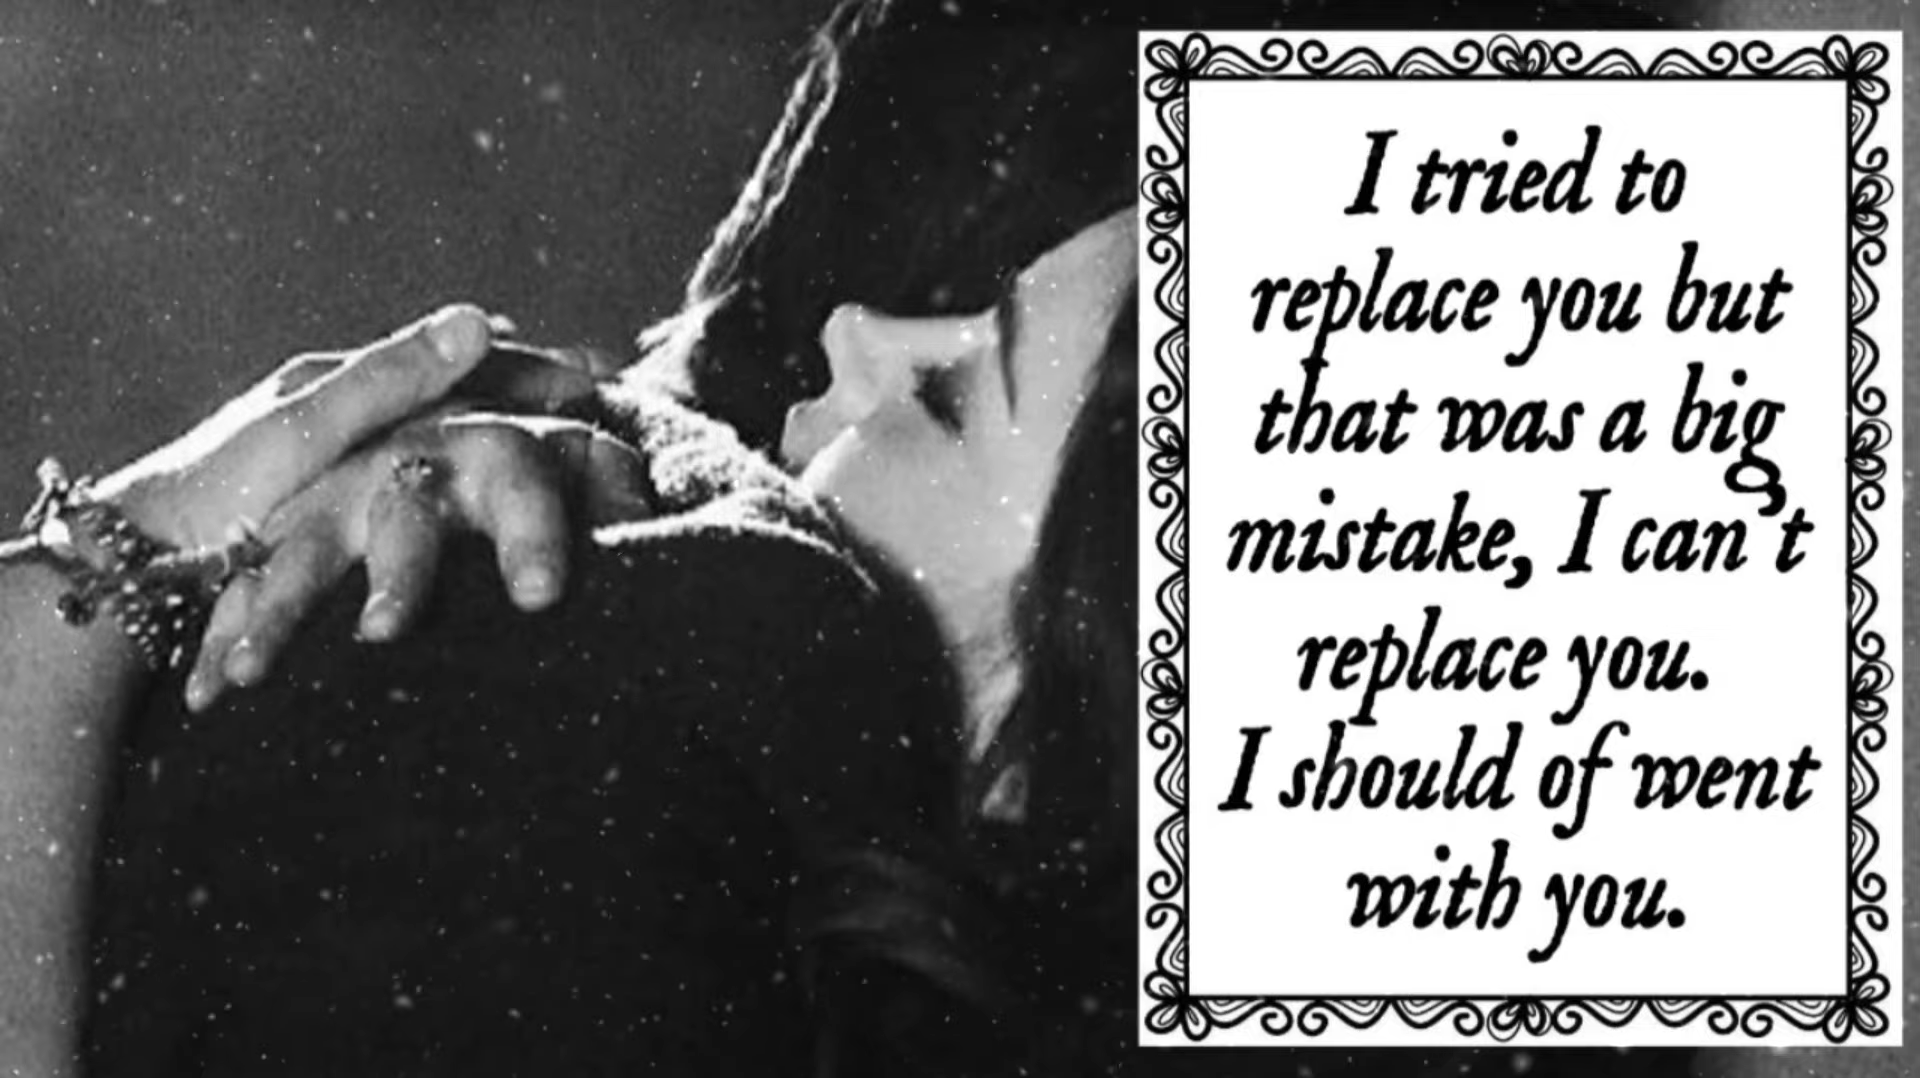 I tried to
replace you but
that was a big
mistake, I can't
replace you.
I should of went
with you.